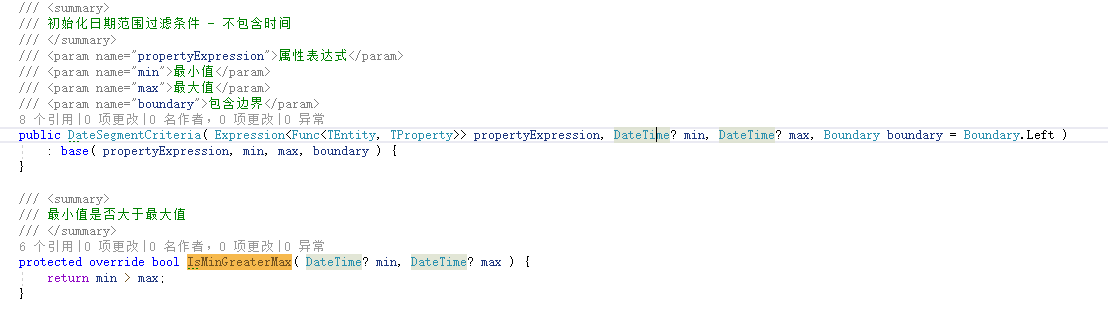 /// <summary>
/// 初始化日期范围过滤条件 - 不包含时间
/// </summary>
/// <param name="propertyExpression">属性表达式</param>
/// <param name="min">最小值</param>
/// <param name="max">最大值</param>
/// <param name="boundary">包含边界</param>
8 个引用|0 项更改|0 名作者, 0 项更改|0 异常
public DateSegmentCriteria( Expression<Func<TEntity, TProperty>> propertyExpression, DateTime? min, DateTime? max, Boundary boundary = Boundary.Left )
: base( propertyExpression, min, max, boundary ) {
}
/// <summary>
/// 最小值是否大于最大值
/// </summary>
6 个引用|0 项更改|0 名作者, 0 项更改|0 异常
protected override bool IsMinGreaterMax( DateTime? min, DateTime? max ) {
return min > max;
}